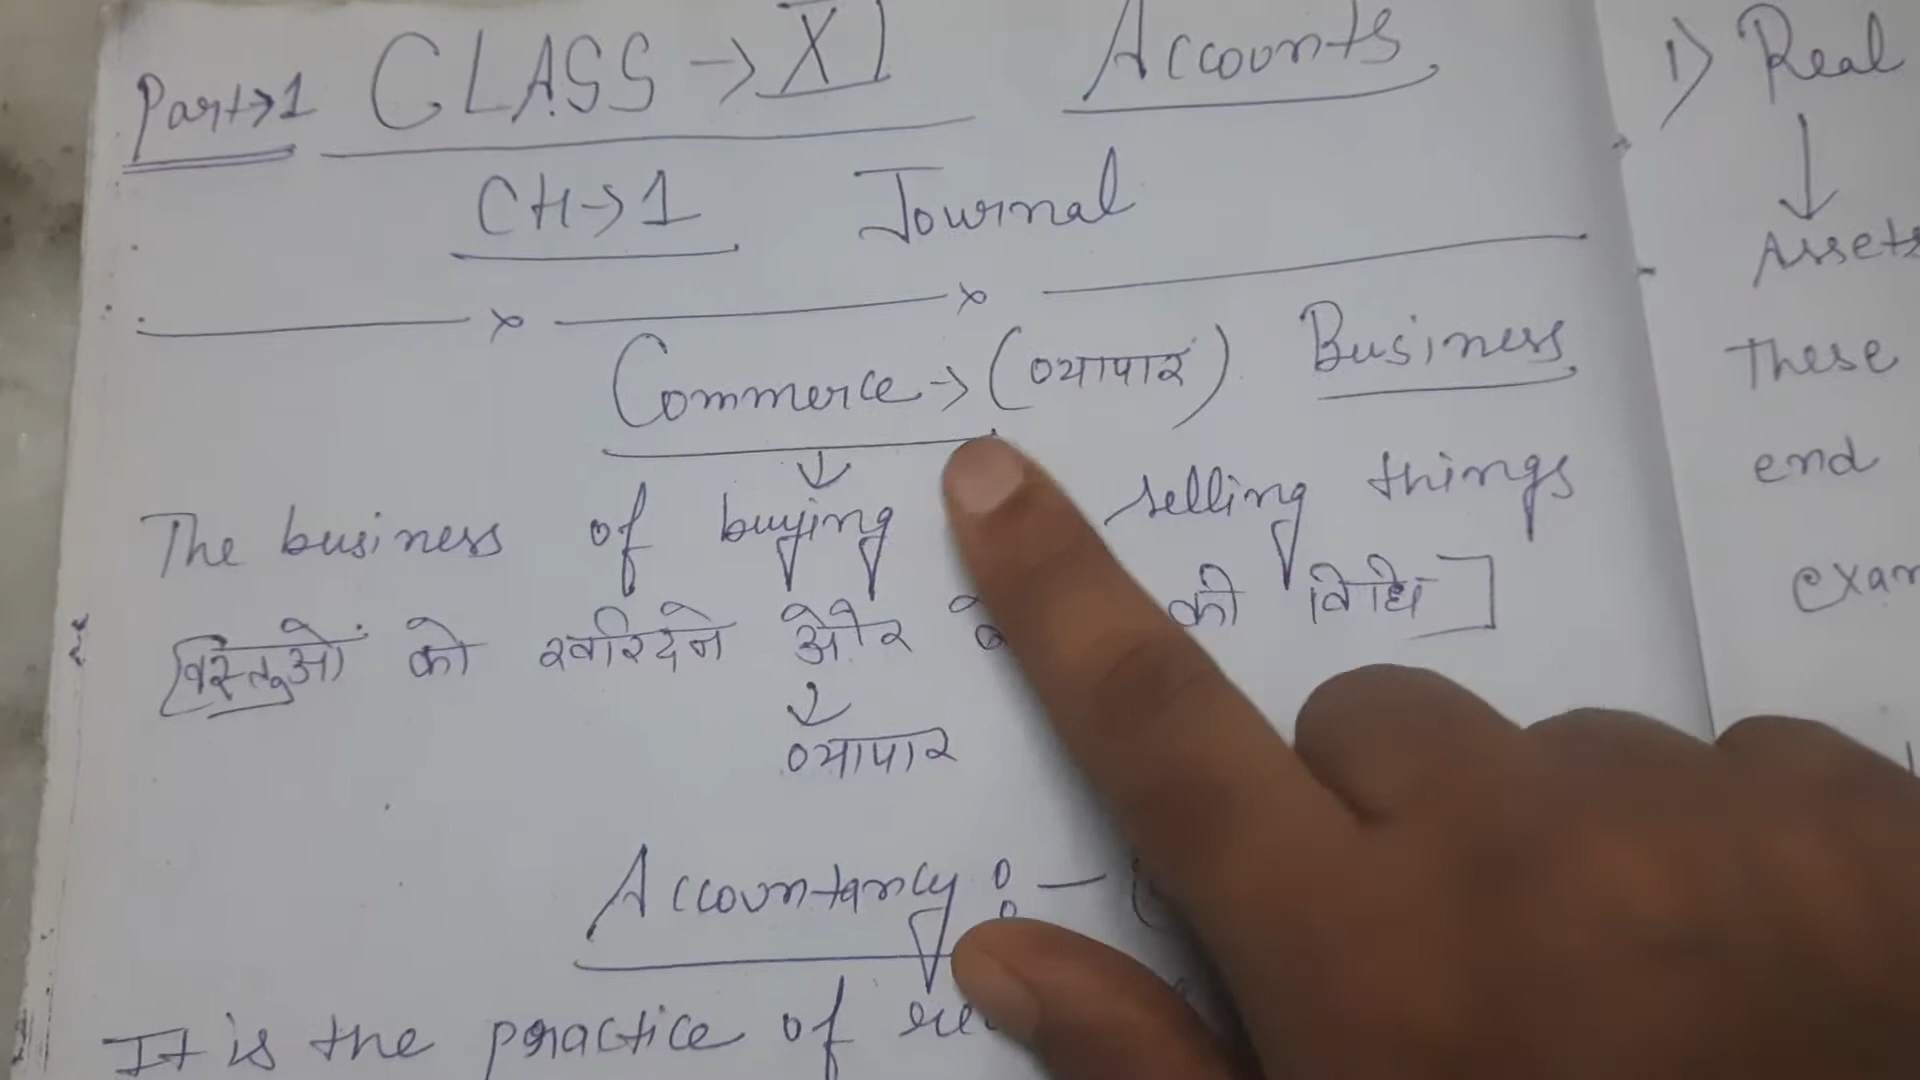 Part→1 CLASS → XI Accounts
CH→1 Journal
Commerce → (व्यापार) Business
The business of buying selling things
[वस्तुओं को खरिदने और की विधि]
व्यापार
Accountancy :—
It is the practice of
1) Real
Assets
These
end